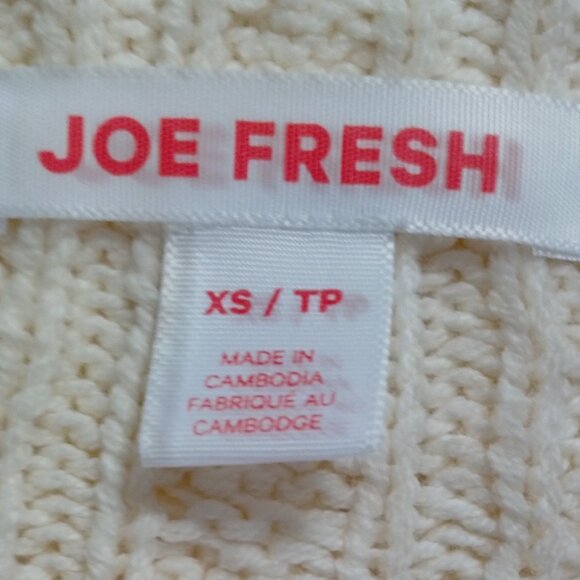 JOE FRESH
XS / TP
MADE IN
CAMBODIA
FABRIQUÉ AU
CAMBODGE